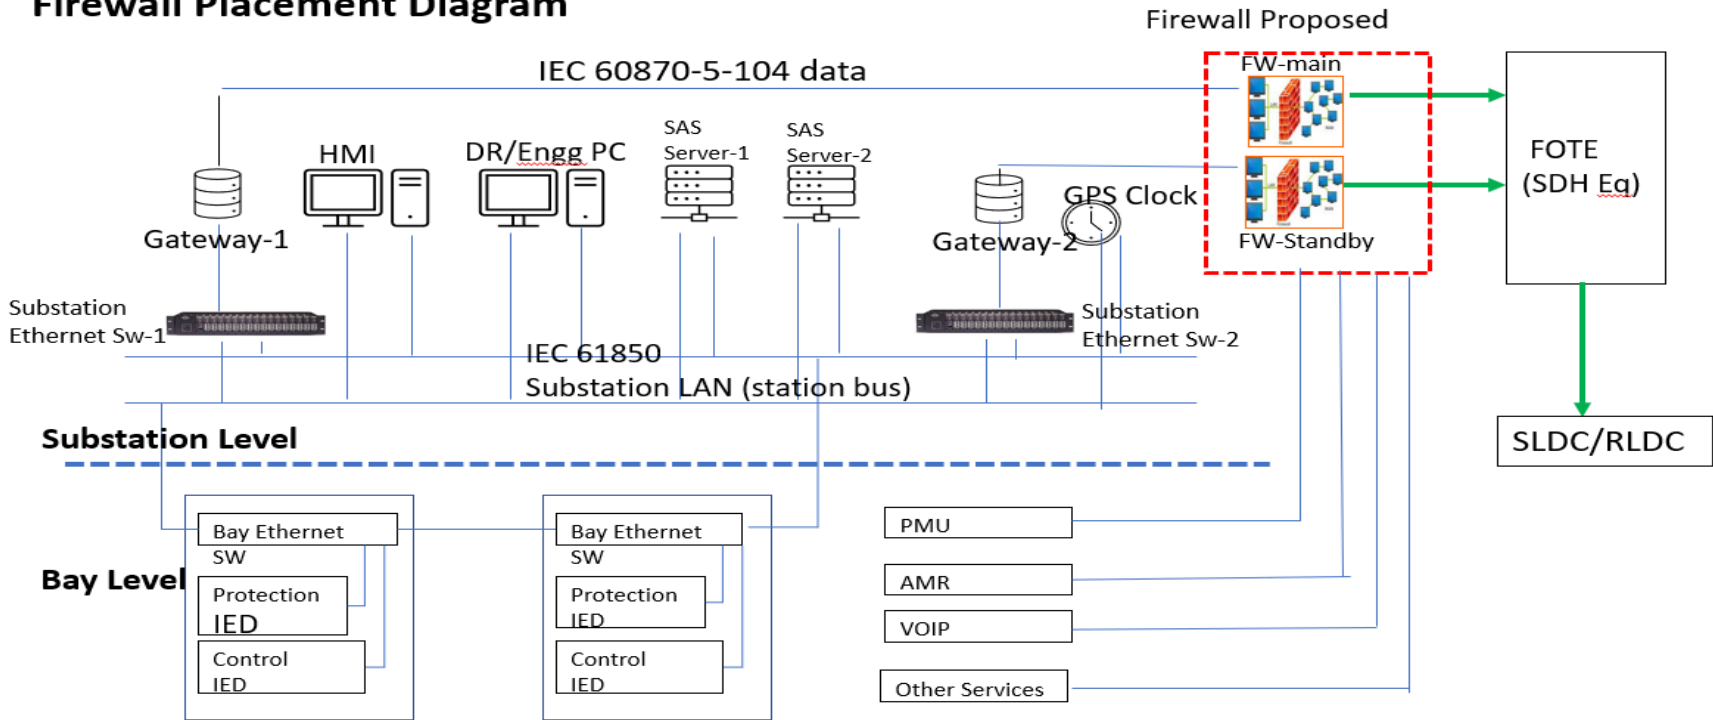 Firewall Placement Diagram
Firewall Proposed
IEC 60870-5-104 data
FW-main
HMI
DR/Engg PC
SAS
Server-1
SAS
Server-2
FOTE
(SDH Eq)
GPS Clock
Gateway-1
Gateway-2
FW-Standby
Substation
Ethernet Sw-1
Substation
Ethernet Sw-2
IEC 61850
Substation LAN (station bus)
Substation Level
SLDC/RLDC
Bay Ethernet
SW
Bay Ethernet
SW
PMU
Bay Level
Protection
IED
Protection
IED
AMR
VOIP
Control
IED
Control
IED
Other Services